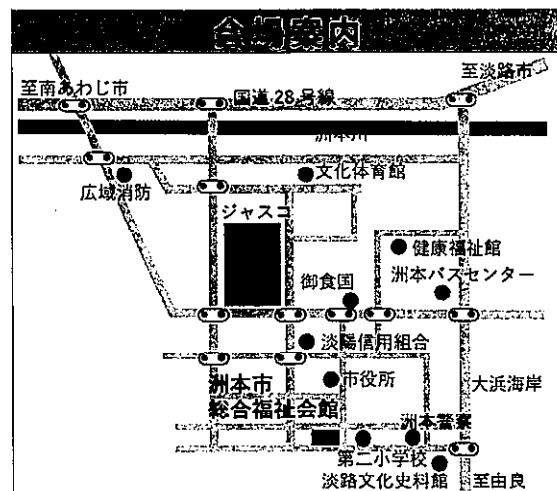 会場案内
至淡路市
至南あわじ市
国道28号線
洲本川
文化体育館
広域消防
ジャスコ
健康福祉館
洲本バスセンター
御食国
淡陽信用組合
洲本市
総合福祉会館
市役所
大浜海岸
洲本警察
第二小学校
淡路文化史料館
至由良